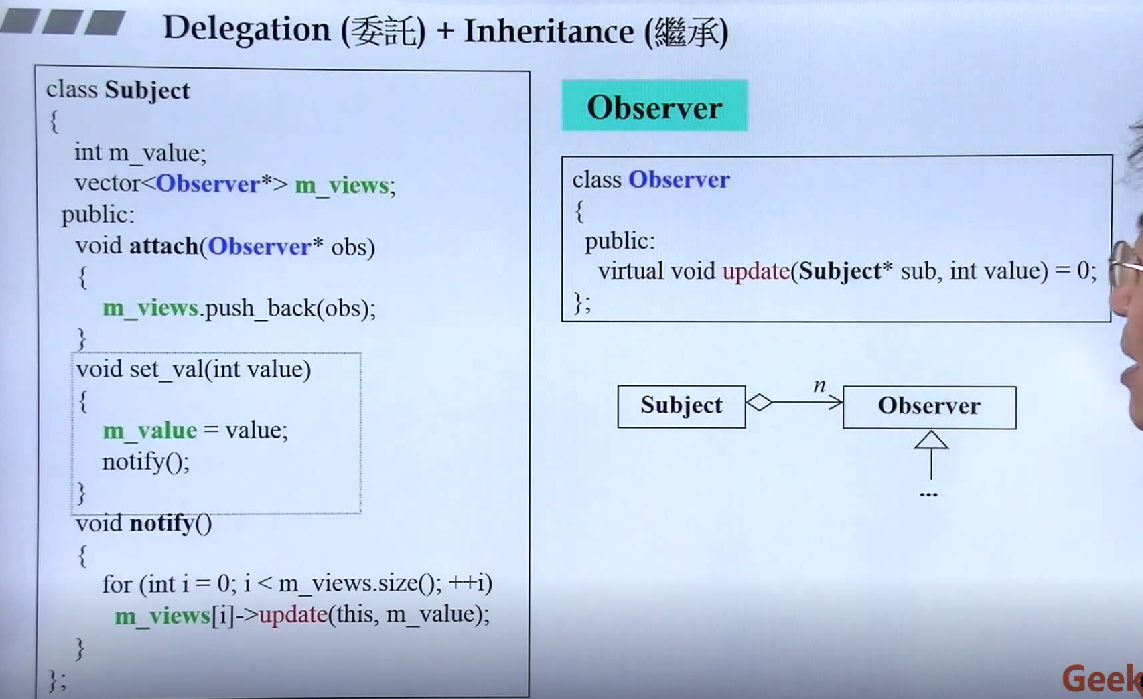 Delegation (委託) + Inheritance (繼承)
class Subject
{
int m_value;
vector<Observer*> m_views;
public:
void attach(Observer* obs)
{
m_views.push_back(obs);
}
void set_val(int value)
{
m_value = value;
notify();
}
void notify()
{
for (int i = 0; i < m_views.size(); ++i)
m_views[i]->update(this, m_value);
}
};
Observer
class Observer
{
public:
virtual void update(Subject* sub, int value) = 0;
};
Subject
n
Observer
...
Geek